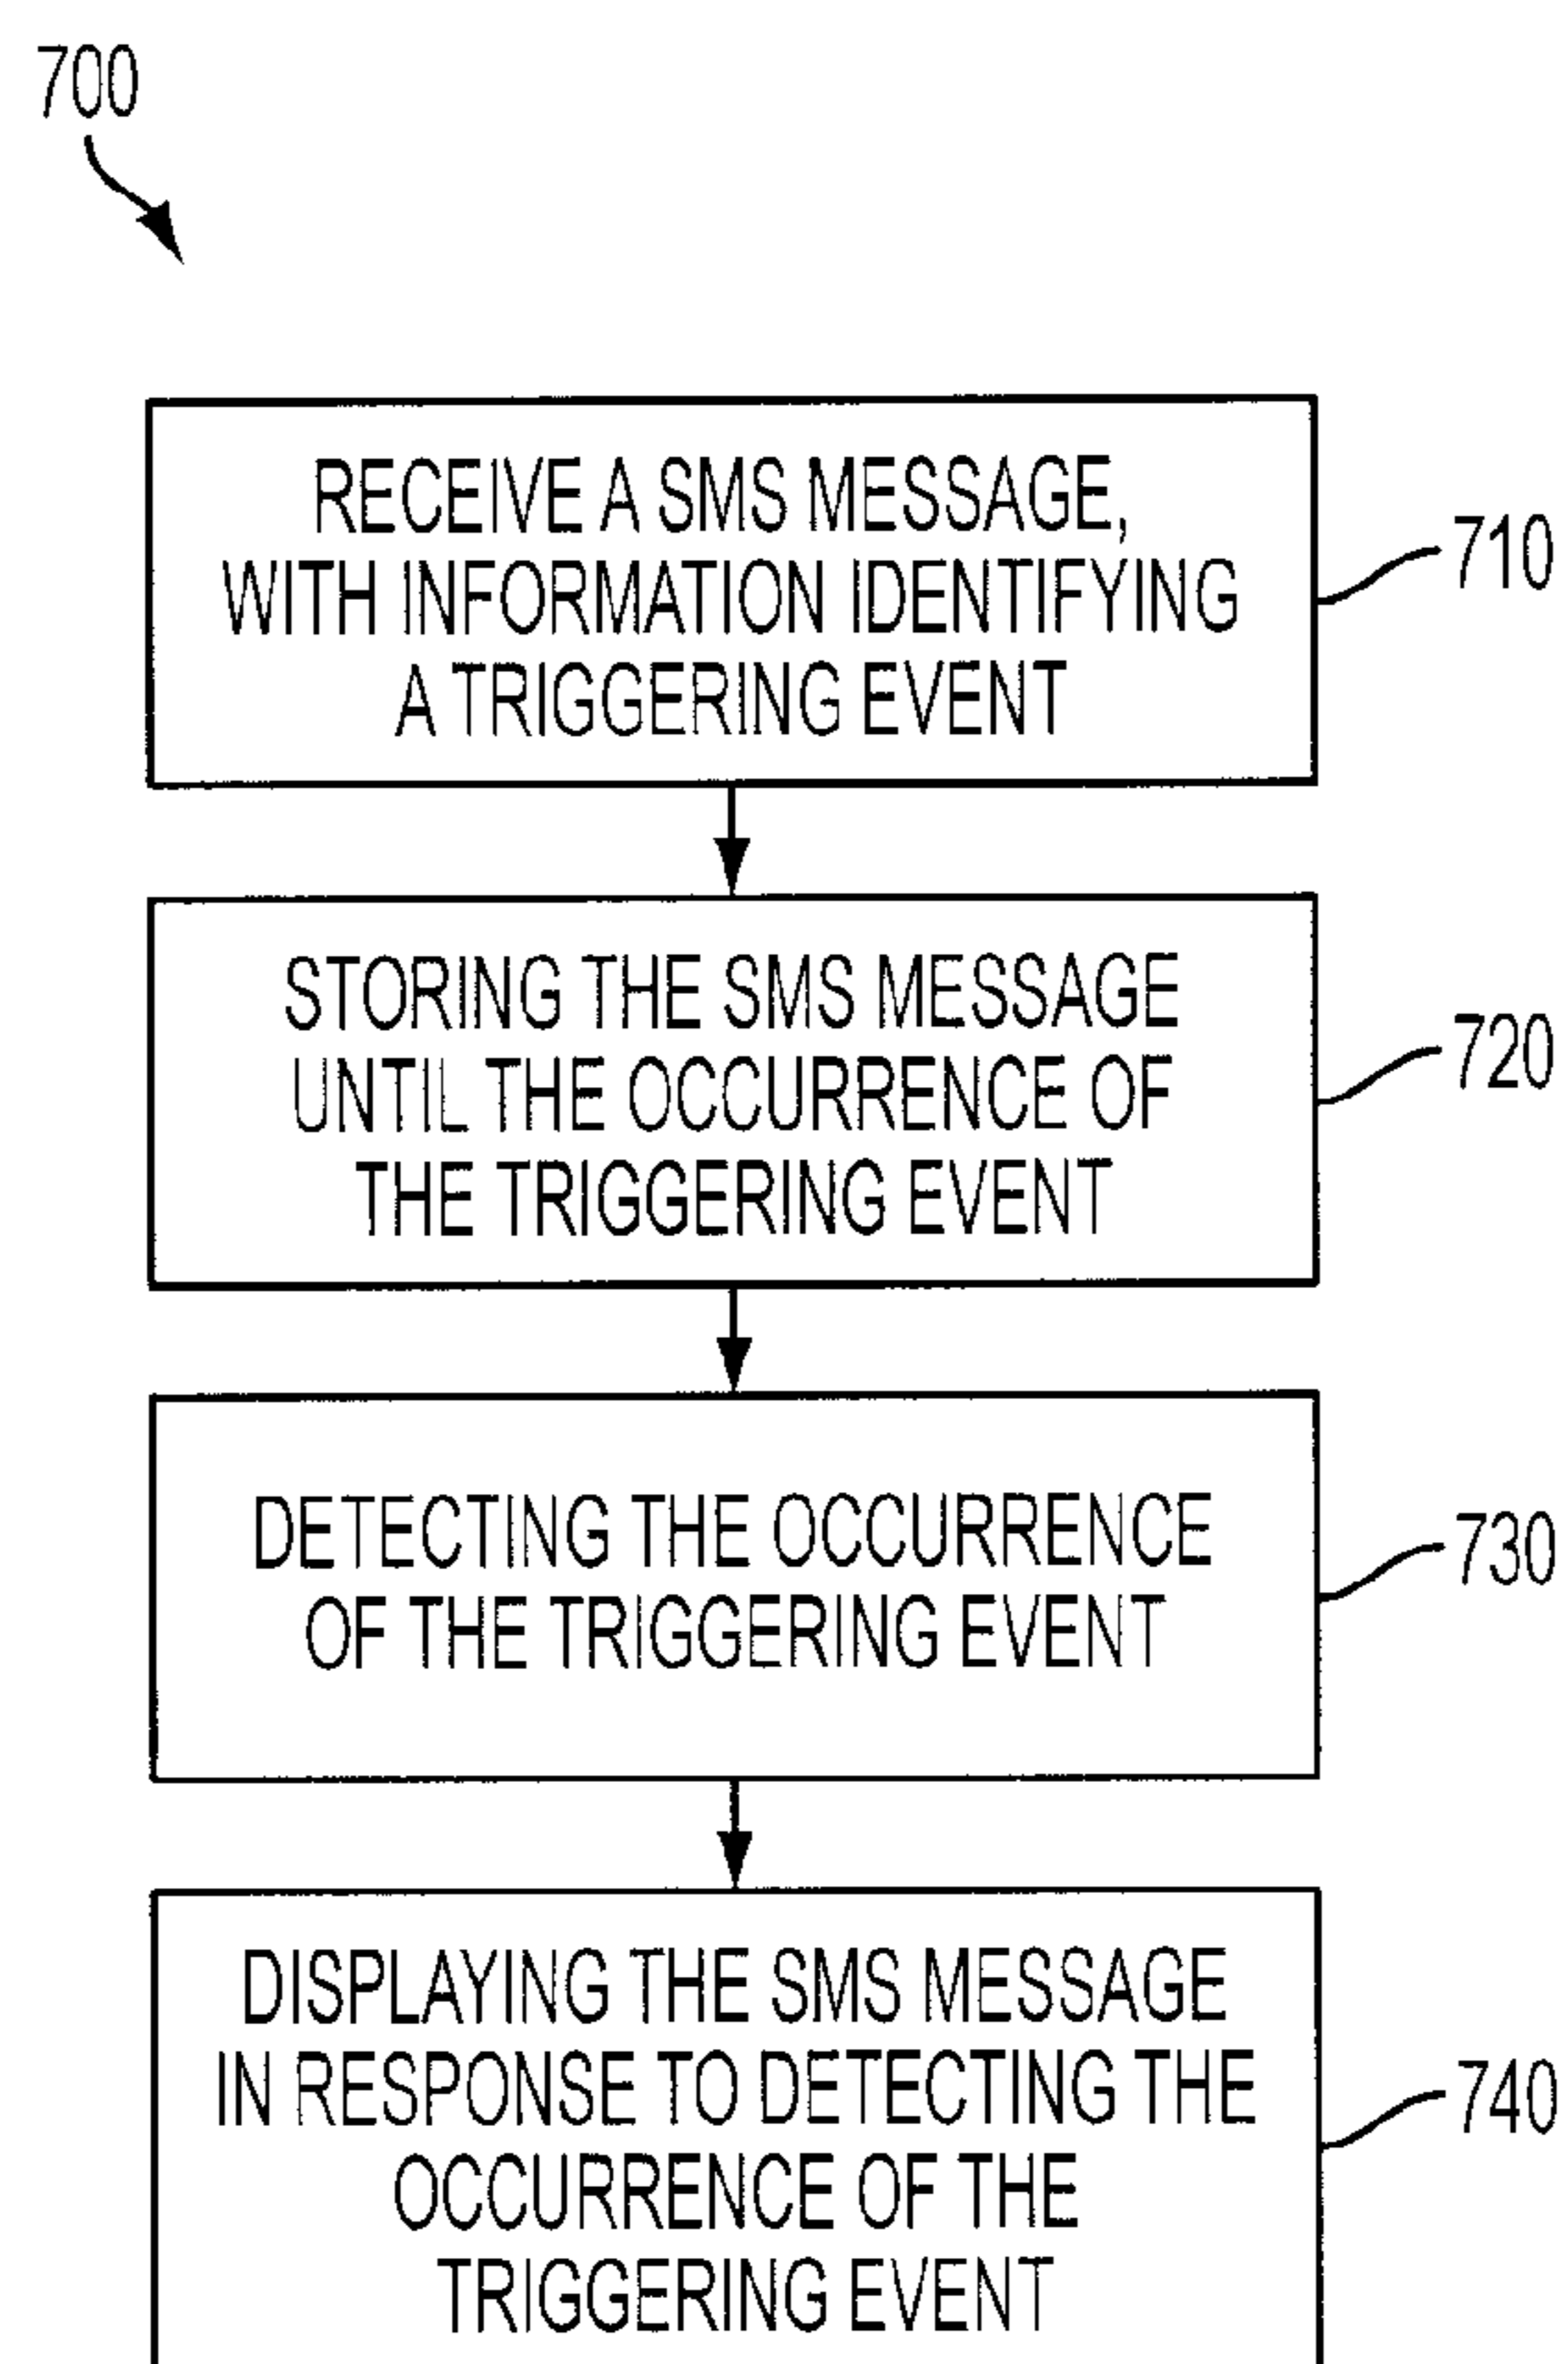 700
RECEIVE A SMS MESSAGE,
WITH INFORMATION IDENTIFYING
A TRIGGERING EVENT
710
STORING THE SMS MESSAGE
UNTIL THE OCCURRENCE OF
THE TRIGGERING EVENT
720
DETECTING THE OCCURRENCE
OF THE TRIGGERING EVENT
730
DISPLAYING THE SMS MESSAGE
IN RESPONSE TO DETECTING THE
OCCURRENCE OF THE
TRIGGERING EVENT
740